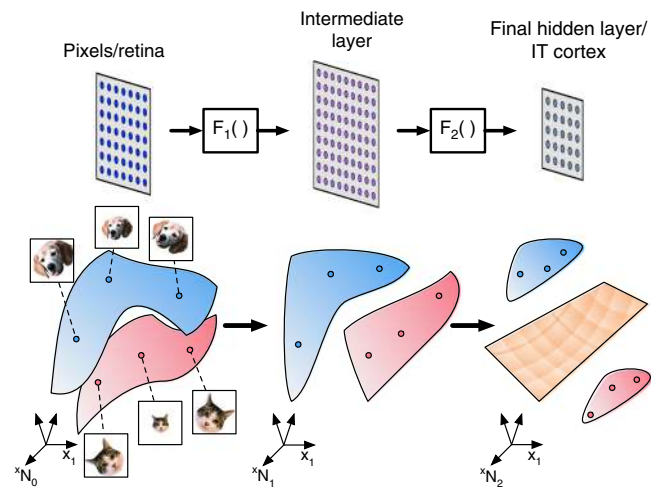 Pixels/retina
Intermediate
layer
Final hidden layer/
IT cortex
F₁( )
F₂( )
ˣN₀
x₁
ˣN₁
x₁
ˣN₂
x₁